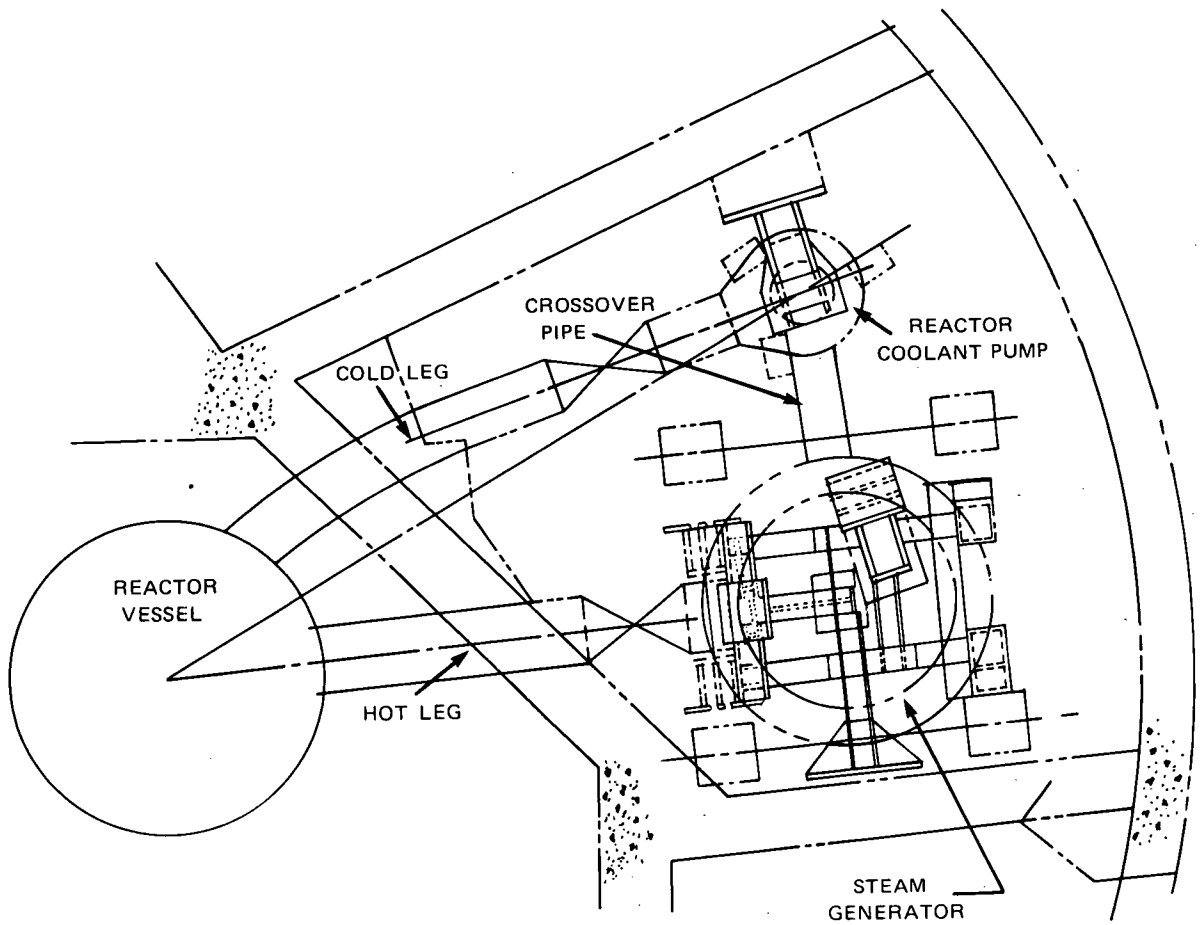 CROSSOVER
PIPE
REACTOR
COOLANT PUMP
COLD LEG
REACTOR
VESSEL
HOT LEG
STEAM
GENERATOR